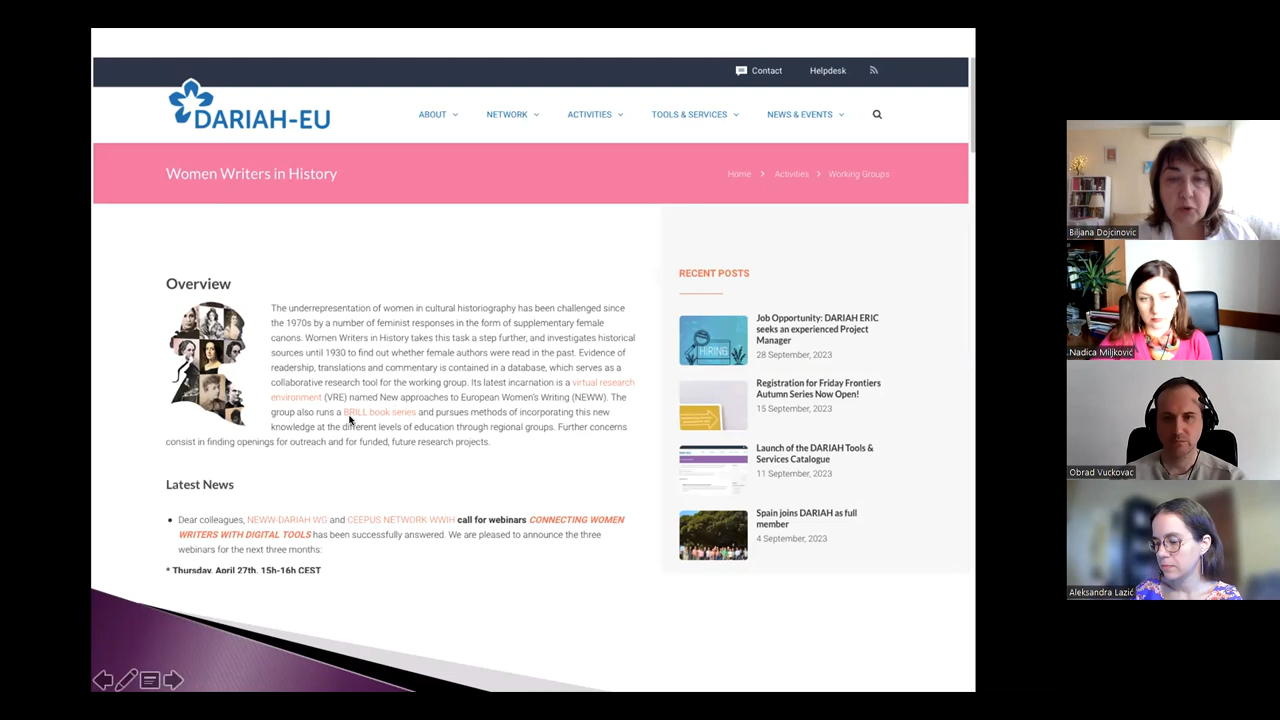 Contact Helpdesk
DARIAH-EU
ABOUT NETWORK ACTIVITIES TOOLS & SERVICES NEWS & EVENTS
Women Writers in History
Home > Activities > Working Groups
Overview
The underrepresentation of women in cultural historiography has been challenged since
the 1970s by a number of feminist responses in the form of supplementary female
canons. Women Writers in History takes this task a step further, and investigates historical
sources until 1930 to find out whether female authors were read in the past. Evidence of
readership, translations and commentary is contained in a database, which serves as a
collaborative research tool for the working group. Its latest incarnation is a virtual research
environment (VRE) named New approaches to European Women's Writing (NEWW). The
group also runs a BRILL book series and pursues methods of incorporating this new
knowledge at the different levels of education through regional groups. Further concerns
consist in finding openings for outreach and for funded, future research projects.
Latest News
• Dear colleagues, NEWW-DARIAH WG and CEEPUS NETWORK WWIH call for webinars CONNECTING WOMEN
WRITERS WITH DIGITAL TOOLS has been successfully answered. We are pleased to announce the three
webinars for the next three months:
* Thursday, April 27th, 15h-16h CEST
RECENT POSTS
HIRING
Job Opportunity: DARIAH ERIC
seeks an experienced Project
Manager
28 September, 2023
Registration for Friday Frontiers
Autumn Series Now Open!
15 September, 2023
Launch of the DARIAH Tools &
Services Catalogue
11 September, 2023
Spain joins DARIAH as full
member
4 September, 2023
Biljana Dojcinovic
Nadica Miljković
Obrad Vuckovac
Aleksandra Lazić